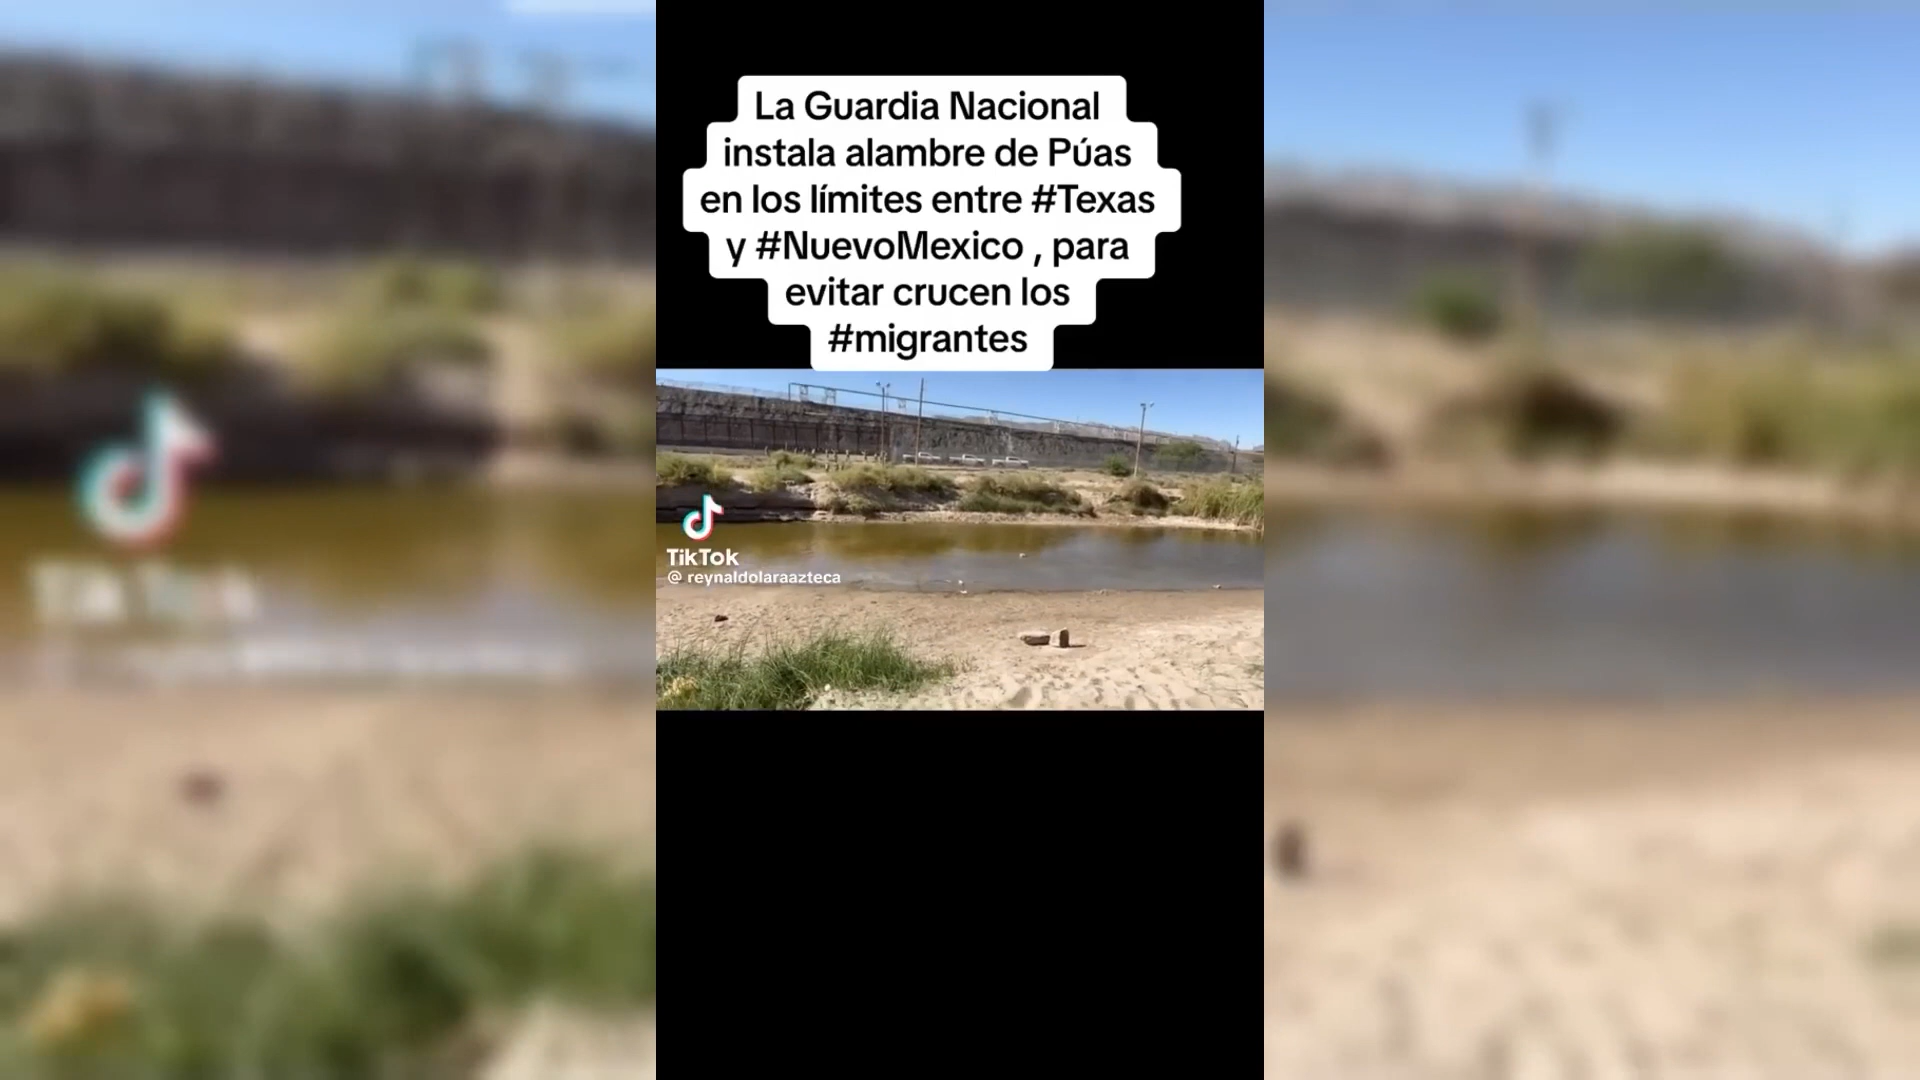 La Guardia Nacional
instala alambre de Púas
en los límites entre #Texas
y #NuevoMexico , para
evitar crucen los
#migrantes
TikTok
@ reynaldolaraazteca